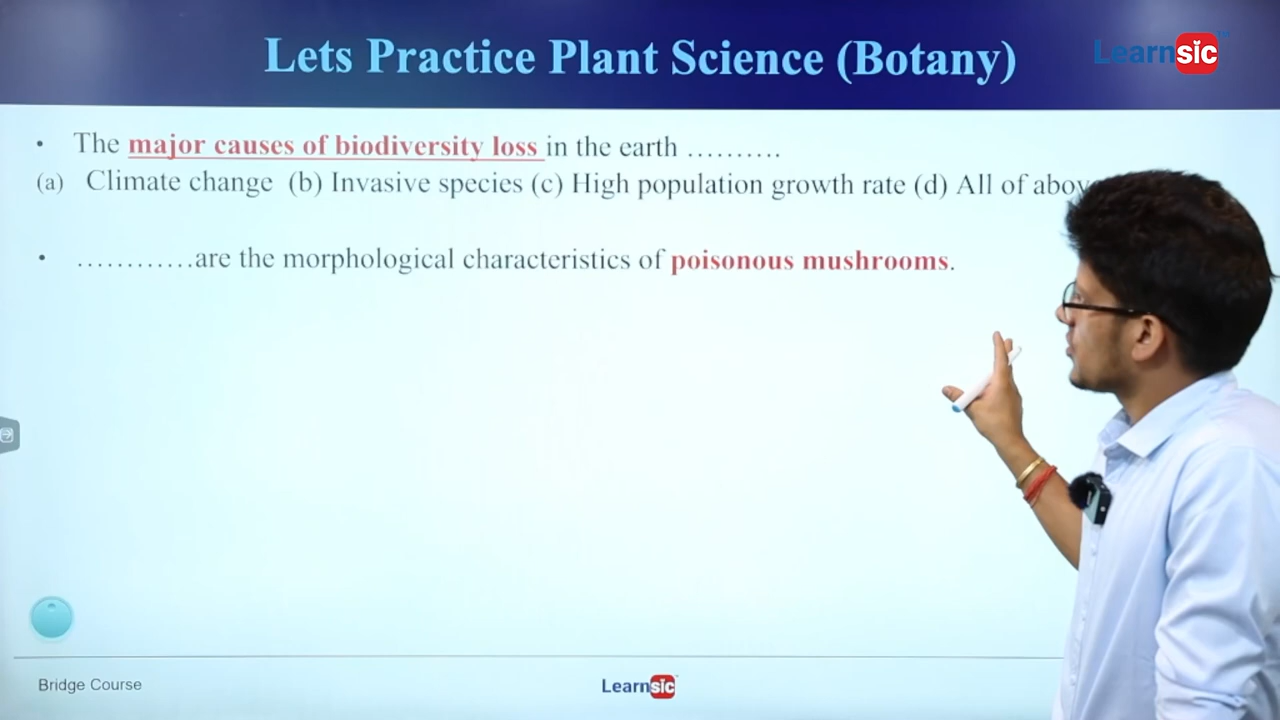 Lets Practice Plant Science (Botany)
Learnsic
• The major causes of biodiversity loss in the earth ……….
(a) Climate change (b) Invasive species (c) High population growth rate (d) All of
• …………are the morphological characteristics of poisonous mushrooms.
Bridge Course
Learnsic